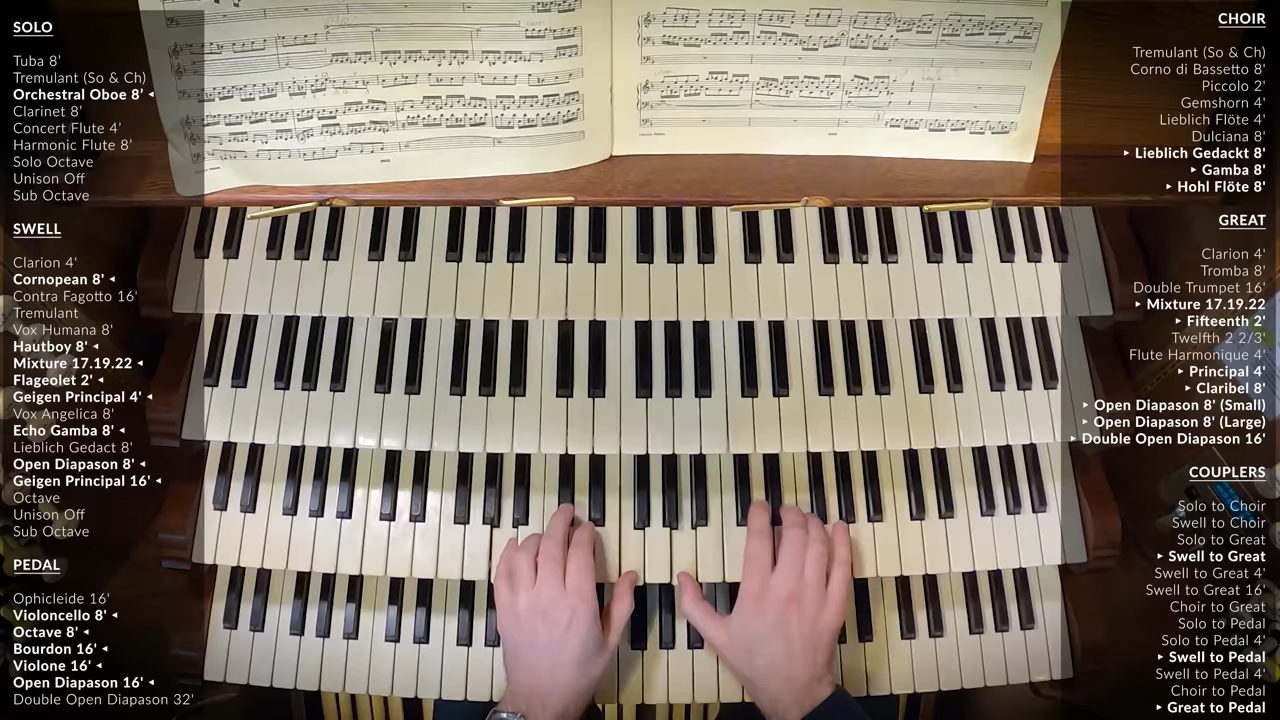 SOLO
Tuba 8'
Tremulant (So & Ch)
Orchestral Oboe 8'
Clarinet 8'
Concert Flute 4'
Harmonic Flute 8'
Solo Octave
Unison Off
Sub Octave
SWELL
Clarion 4'
Cornopean 8'
Contra Fagotto 16'
Tremulant
Vox Humana 8'
Hautboy 8'
Mixture 17.19.22
Flageolet 2'
Geigen Principal 4'
Vox Angelica 8'
Echo Gamba 8'
Lieblich Gedact 8'
Open Diapason 8'
Geigen Principal 16'
Octave
Unison Off
Sub Octave
PEDAL
Ophicleide 16'
Violoncello 8'
Octave 8'
Bourdon 16'
Violone 16'
Open Diapason 16'
Double Open Diapason 32'
CHOIR
Tremulant (So & Ch)
Corno di Bassetto 8'
Piccolo 2'
Gemshorn 4'
Lieblich Flöte 4'
Dulciana 8'
Lieblich Gedackt 8'
Gamba 8'
Hohl Flöte 8'
GREAT
Clarion 4'
Tromba 8'
Double Trumpet 16'
Mixture 17.19.22
Fifteenth 2'
Twelfth 2 2/3'
Flute Harmonique 4'
Principal 4'
Claribel 8'
Open Diapason 8' (Small)
Open Diapason 8' (Large)
Double Open Diapason 16'
COUPLERS
Solo to Choir
Swell to Choir
Solo to Great
Swell to Great
Swell to Great 4'
Swell to Great 16'
Choir to Great
Solo to Pedal
Solo to Pedal 4'
Swell to Pedal
Swell to Pedal 4'
Choir to Pedal
Great to Pedal